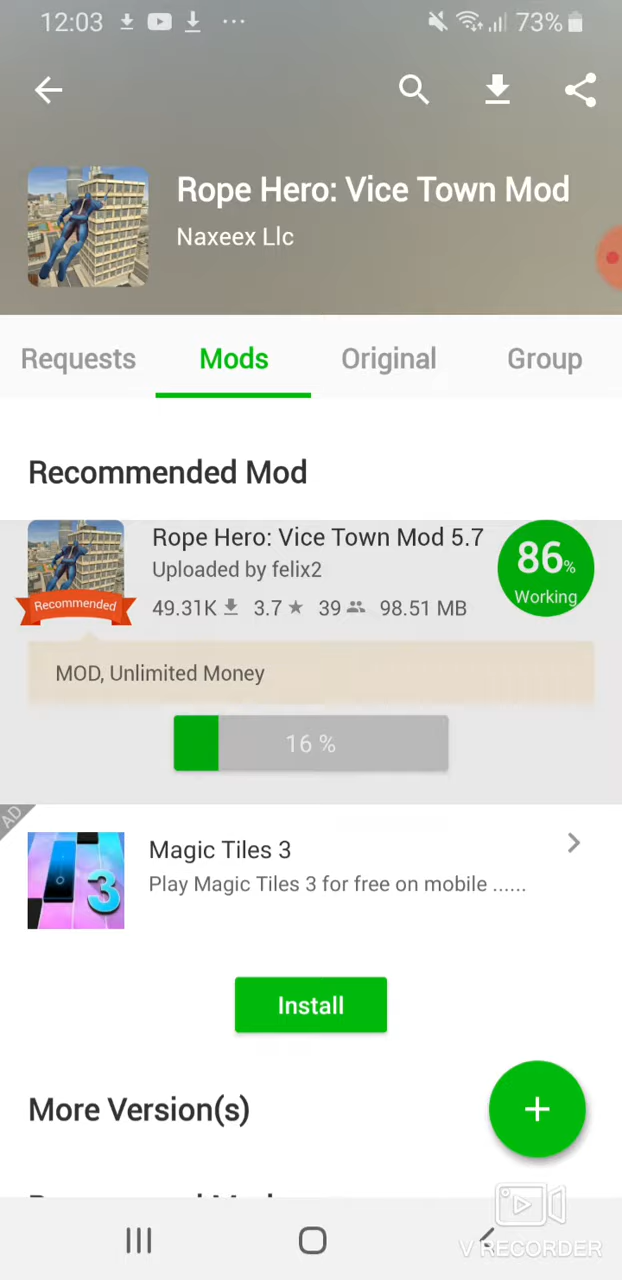 12:03
73%
Rope Hero: Vice Town Mod
Naxeex Llc
Requests Mods Original Group
Recommended Mod
Rope Hero: Vice Town Mod 5.7
Uploaded by felix2
49.31K 3.7 39 98.51 MB
Recommended
86%
Working
MOD, Unlimited Money
16 %
AD
Magic Tiles 3
Play Magic Tiles 3 for free on mobile ......
3
Install
More Version(s)
V RECORDER